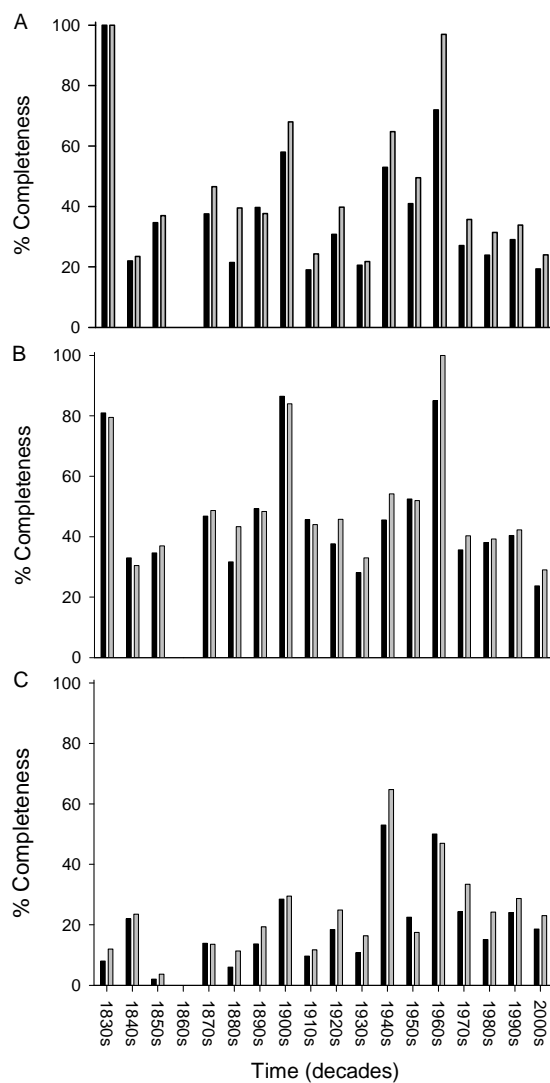 A
100
80
60
40
20
0
% Completeness
B
100
80
60
40
20
0
% Completeness
C
100
80
60
40
20
0
% Completeness
1830s
1840s
1850s
1860s
1870s
1880s
1890s
1900s
1910s
1920s
1930s
1940s
1950s
1960s
1970s
1980s
1990s
2000s
Time (decades)